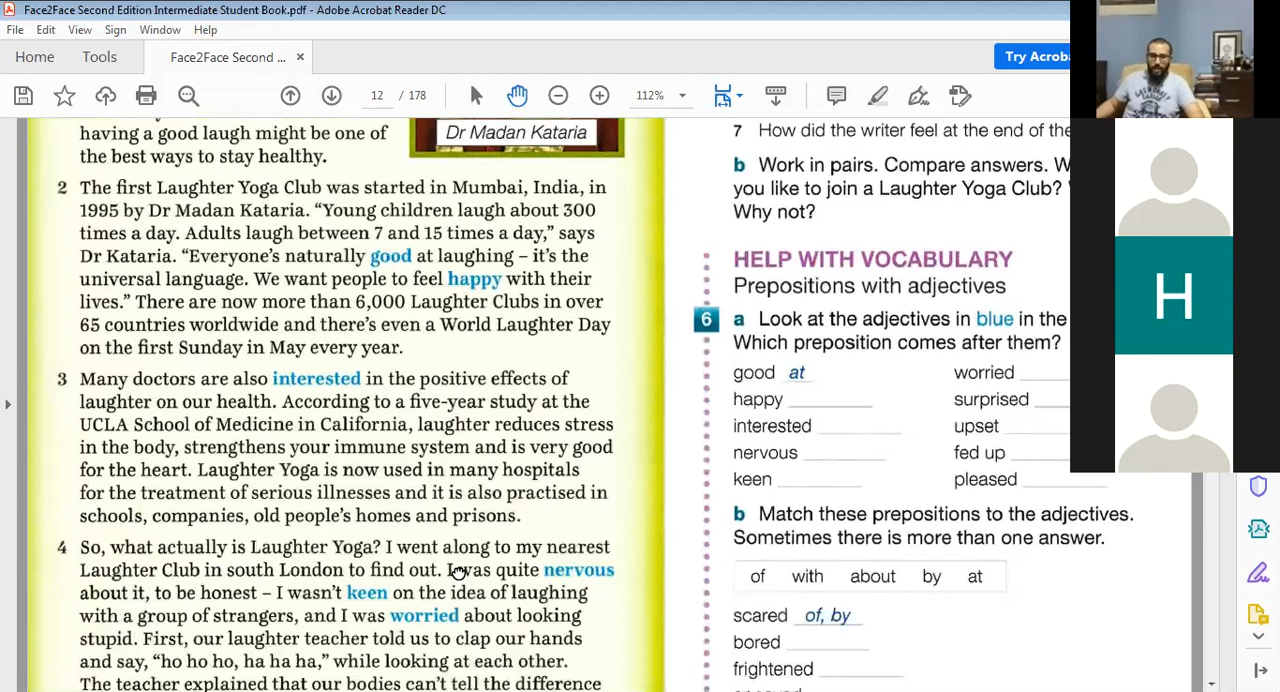 Face2Face Second Edition Intermediate Student Book.pdf - Adobe Acrobat Reader DC
File Edit View Sign Window Help
Home Tools Face2Face Second ... × Try Acroba
12 / 178 112%
having a good laugh might be one of
the best ways to stay healthy.
Dr Madan Kataria
2 The first Laughter Yoga Club was started in Mumbai, India, in
1995 by Dr Madan Kataria. “Young children laugh about 300
times a day. Adults laugh between 7 and 15 times a day,” says
Dr Kataria. “Everyone’s naturally good at laughing – it’s the
universal language. We want people to feel happy with their
lives.” There are now more than 6,000 Laughter Clubs in over
65 countries worldwide and there’s even a World Laughter Day
on the first Sunday in May every year.
3 Many doctors are also interested in the positive effects of
laughter on our health. According to a five-year study at the
UCLA School of Medicine in California, laughter reduces stress
in the body, strengthens your immune system and is very good
for the heart. Laughter Yoga is now used in many hospitals
for the treatment of serious illnesses and it is also practised in
schools, companies, old people’s homes and prisons.
4 So, what actually is Laughter Yoga? I went along to my nearest
Laughter Club in south London to find out. I was quite nervous
about it, to be honest – I wasn’t keen on the idea of laughing
with a group of strangers, and I was worried about looking
stupid. First, our laughter teacher told us to clap our hands
and say, “ho ho ho, ha ha ha,” while looking at each other.
The teacher explained that our bodies can’t tell the difference
7 How did the writer feel at the end of the
b Work in pairs. Compare answers. W
you like to join a Laughter Yoga Club?
Why not?
HELP WITH VOCABULARY
Prepositions with adjectives
6 a Look at the adjectives in blue in the
Which preposition comes after them?
good at worried
happy surprised
interested upset
nervous fed up
keen pleased
b Match these prepositions to the adjectives.
Sometimes there is more than one answer.
of with about by at
scared of, by
bored
frightened
H